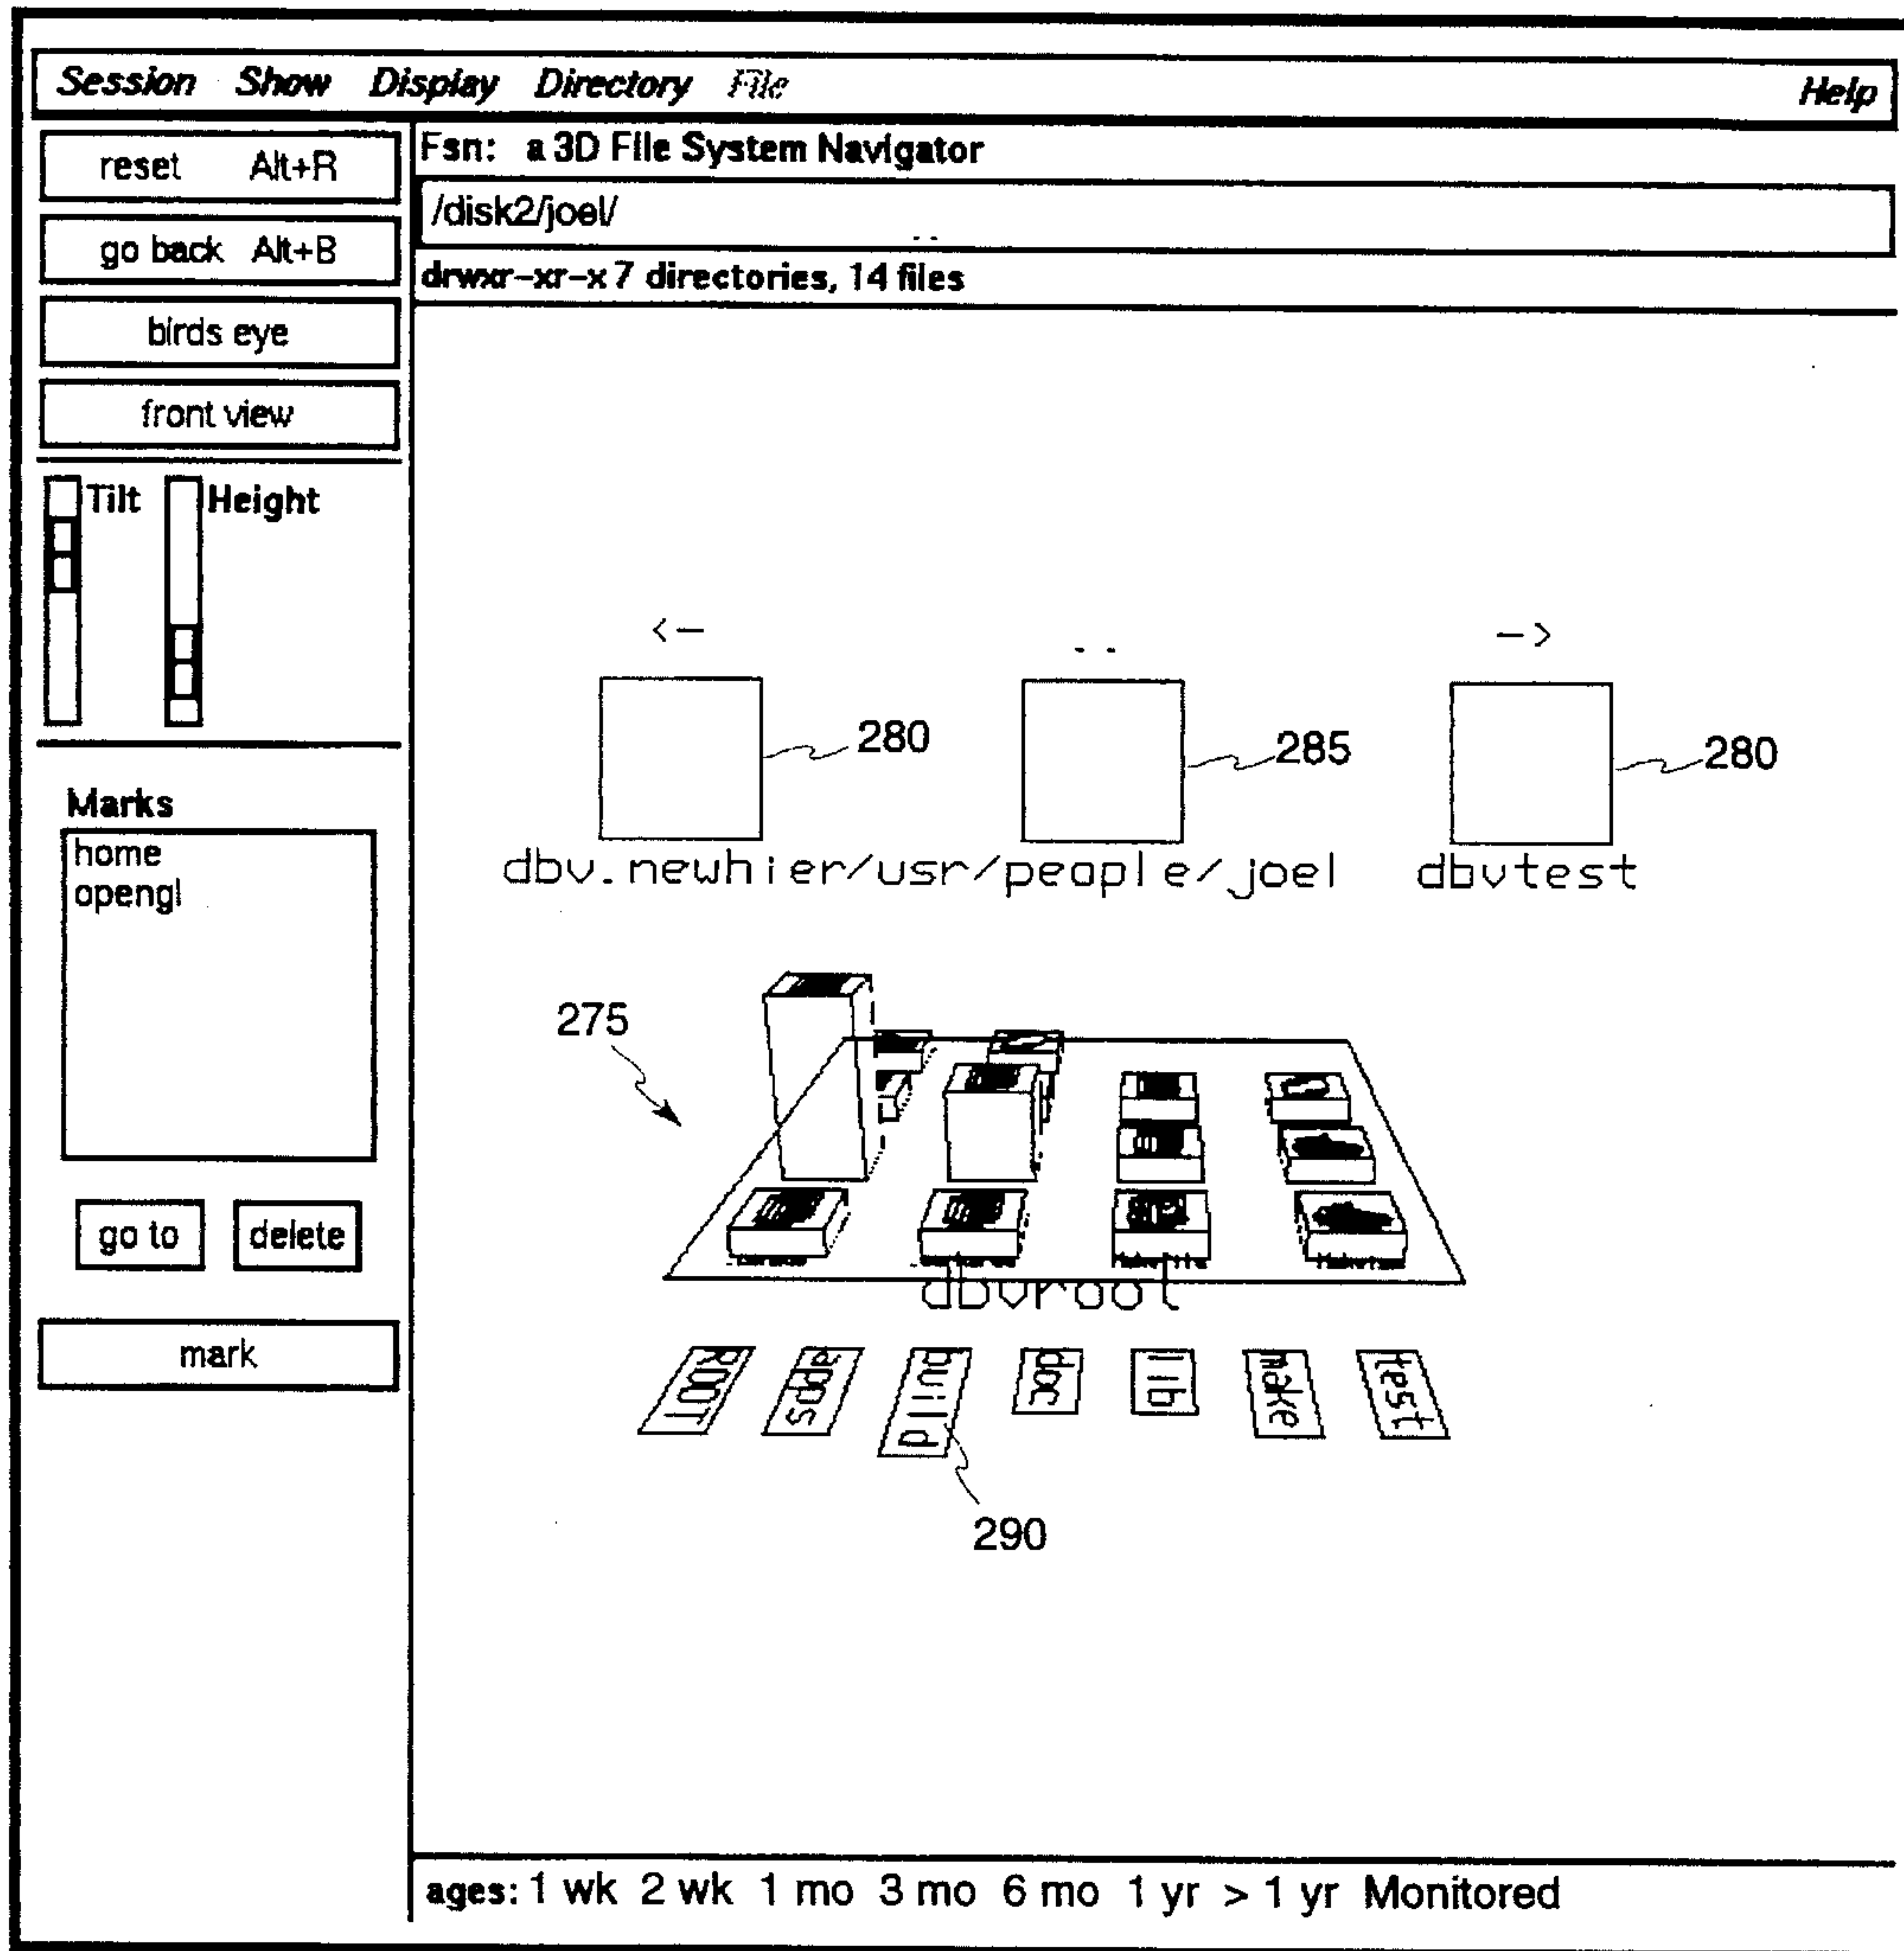 Session Show Display Directory File Help
reset Alt+R
go back Alt+B
birds eye
front view
Tilt Height
Marks
home
opengl
go to delete
mark
Fsn: a 3D File System Navigator
/disk2/joel/
drwxr-xr-x 7 directories, 14 files
<- .. ->
280 285 280
dbv.newhier/usr/people/joel dbvtest
275
dbvroot
ROOT apps build doc lib make test
290
ages: 1 wk 2 wk 1 mo 3 mo 6 mo 1 yr > 1 yr Monitored